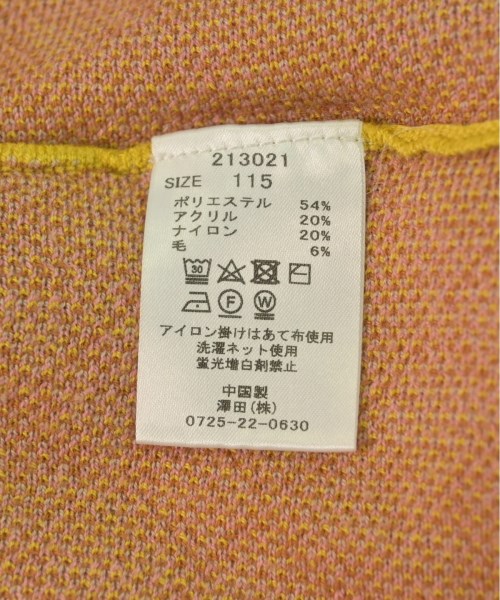 213021
SIZE 115
ポリエステル 54%
アクリル 20%
ナイロン 20%
毛 6%
30
F W
アイロン掛けはあて布使用
洗濯ネット使用
蛍光増白剤禁止
中国製
澤田(株)
0725-22-0630